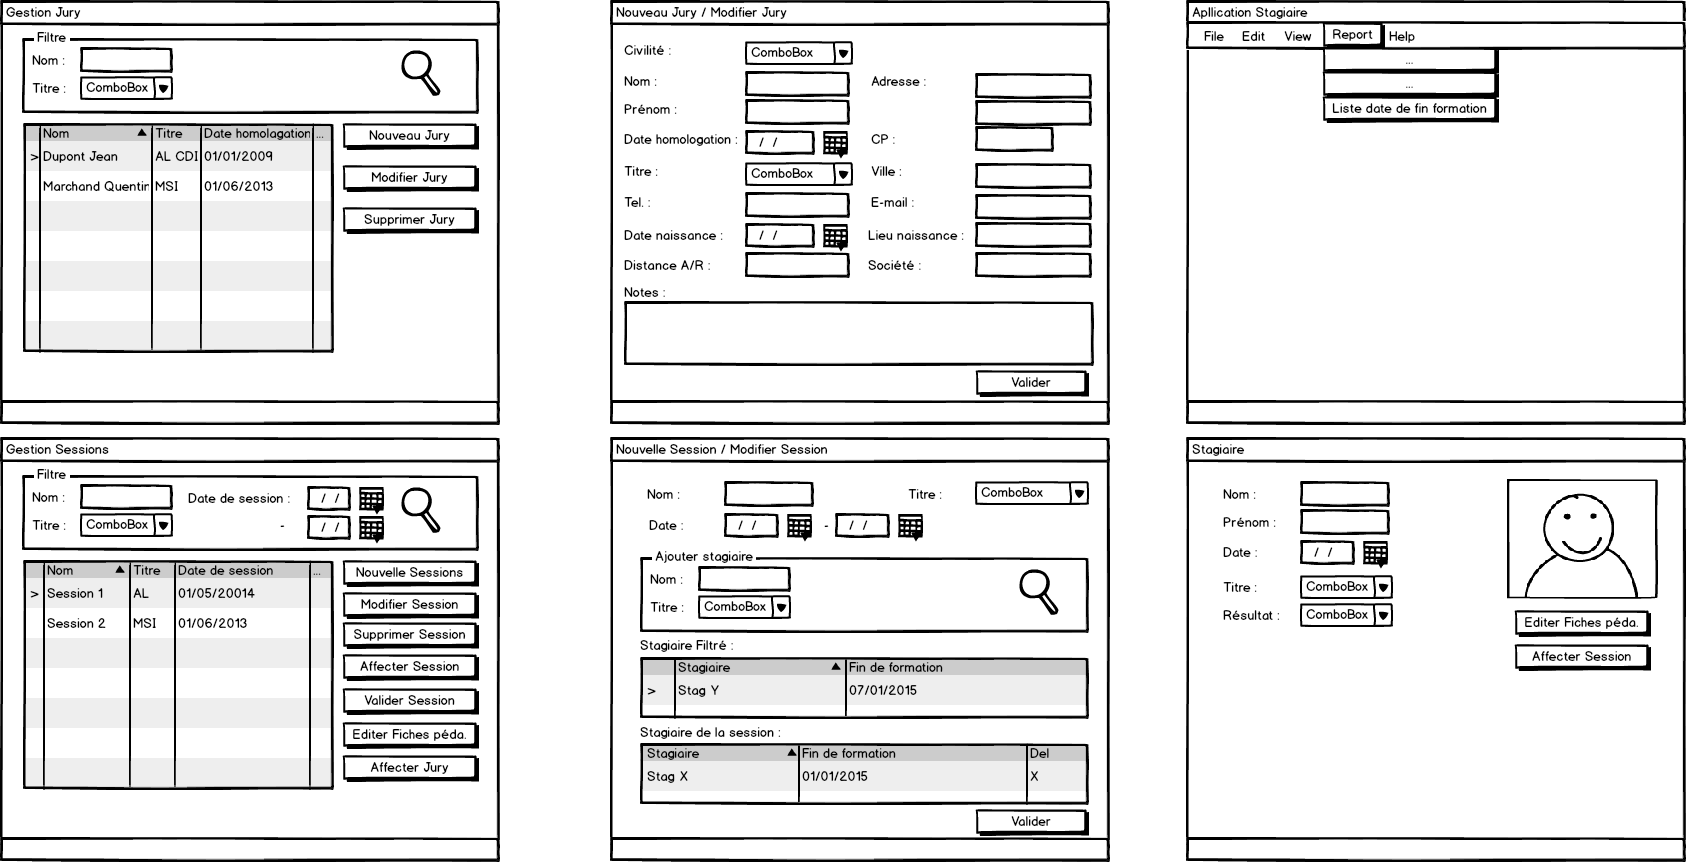 Gestion Jury
Filtre
Nom :
Titre : ComboBox
Nom Titre Date homolagation ...
> Dupont Jean AL CDI 01/01/2009
Marchand Quentin MSI 01/06/2013
Nouveau Jury
Modifier Jury
Supprimer Jury
Nouveau Jury / Modifier Jury
Civilité : ComboBox
Nom : Adresse :
Prénom :
Date homologation : / / CP :
Titre : ComboBox Ville :
Tel. : E-mail :
Date naissance : / / Lieu naissance :
Distance A/R : Société :
Notes :
Valider
Apllication Stagiaire
File Edit View Report Help
...
...
Liste date de fin formation
Gestion Sessions
Filtre
Nom : Date de session : / /
Titre : ComboBox - / /
Nom Titre Date de session ...
> Session 1 AL 01/05/20014
Session 2 MSI 01/06/2013
Nouvelle Sessions
Modifier Session
Supprimer Session
Affecter Session
Valider Session
Editer Fiches péda.
Affecter Jury
Nouvelle Session / Modifier Session
Nom : Titre : ComboBox
Date : / / - / /
Ajouter stagiaire
Nom :
Titre : ComboBox
Stagiaire Filtré :
Stagiaire Fin de formation
> Stag Y 07/01/2015
Stagiaire de la session :
Stagiaire Fin de formation Del
Stag X 01/01/2015 X
Valider
Stagiaire
Nom :
Prénom :
Date : / /
Titre : ComboBox
Résultat : ComboBox
Editer Fiches péda.
Affecter Session